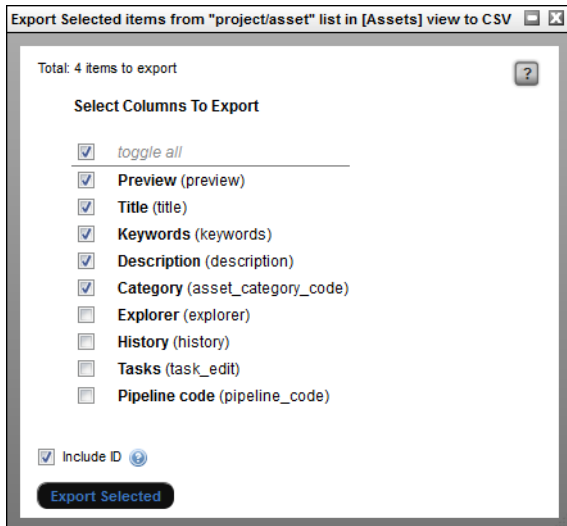 Export Selected items from "project/asset" list in [Assets] view to CSV
Total: 4 items to export
?
Select Columns To Export
toggle all
Preview (preview)
Title (title)
Keywords (keywords)
Description (description)
Category (asset_category_code)
Explorer (explorer)
History (history)
Tasks (task_edit)
Pipeline code (pipeline_code)
Include ID ?
Export Selected